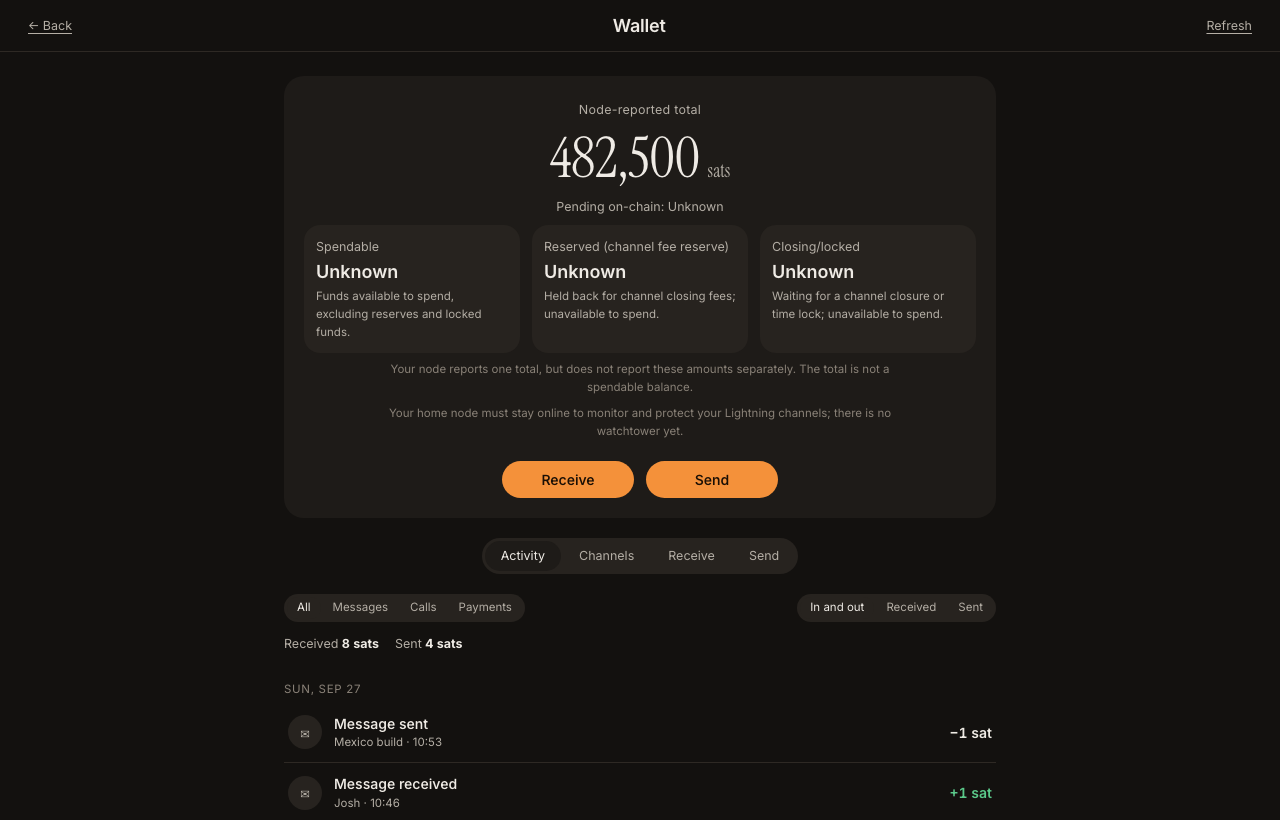 ← Back
Wallet
Refresh
Node-reported total
482,500 sats
Pending on-chain: Unknown
Spendable
Unknown
Funds available to spend,
excluding reserves and locked
funds.
Reserved (channel fee reserve)
Unknown
Held back for channel closing fees;
unavailable to spend.
Closing/locked
Unknown
Waiting for a channel closure or
time lock; unavailable to spend.
Your node reports one total, but does not report these amounts separately. The total is not a
spendable balance.
Your home node must stay online to monitor and protect your Lightning channels; there is no
watchtower yet.
Receive
Send
Activity
Channels
Receive
Send
All
Messages
Calls
Payments
In and out
Received
Sent
Received 8 sats
Sent 4 sats
SUN, SEP 27
Message sent
Mexico build · 10:53
−1 sat
Message received
Josh · 10:46
+1 sat